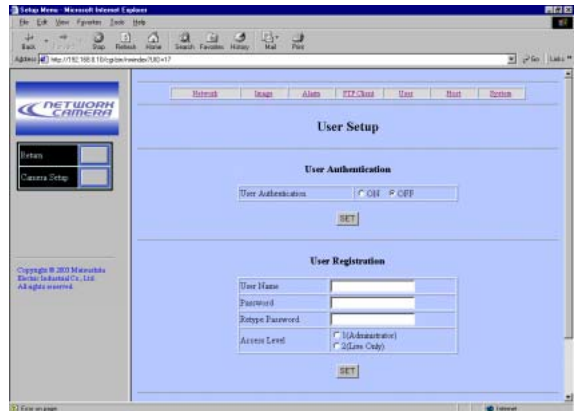 Setup Menu - Microsoft Internet Explorer
File Edit View Favorites Tools Help
Back Stop Refresh Home Search Favorites History Mail Print
Address Go Links
NETWORK
CAMERA
Return
Camera Setup
Copyright © 2003 Matsushita
Electric Industrial Co., Ltd.
All rights reserved.
Network Image Alarm FTP Client User Host System
User Setup
User Authentication
User Authentication ON OFF
SET
User Registration
User Name
Password
Retype Password
Access Level 1(Administrator)
2(Live Only)
SET
Error on page.
Internet